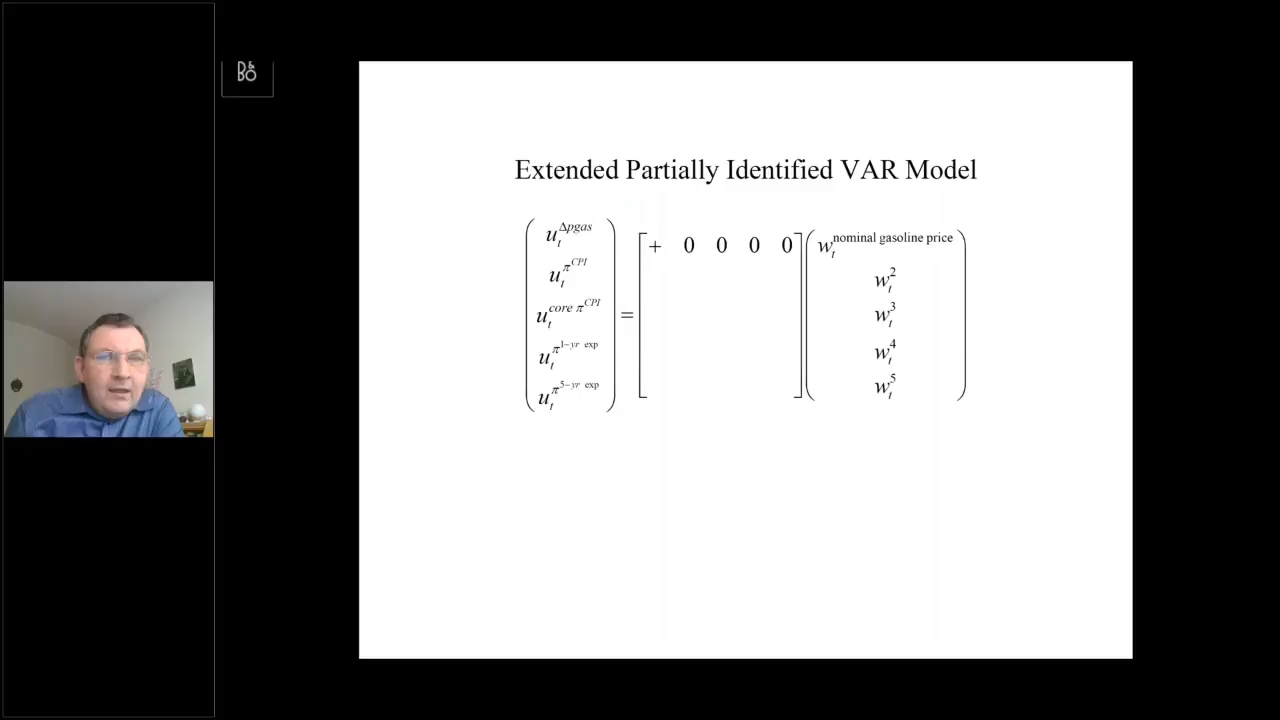 D&
BO
Extended Partially Identified VAR Model
u_t^{Δpgas}
u_t^{π^{CPI}}
u_t^{core π^{CPI}}
u_t^{π^{1-yr exp}}
u_t^{π^{5-yr exp}}
=
+ 0 0 0 0
w_t^{nominal gasoline price}
w_t^2
w_t^3
w_t^4
w_t^5